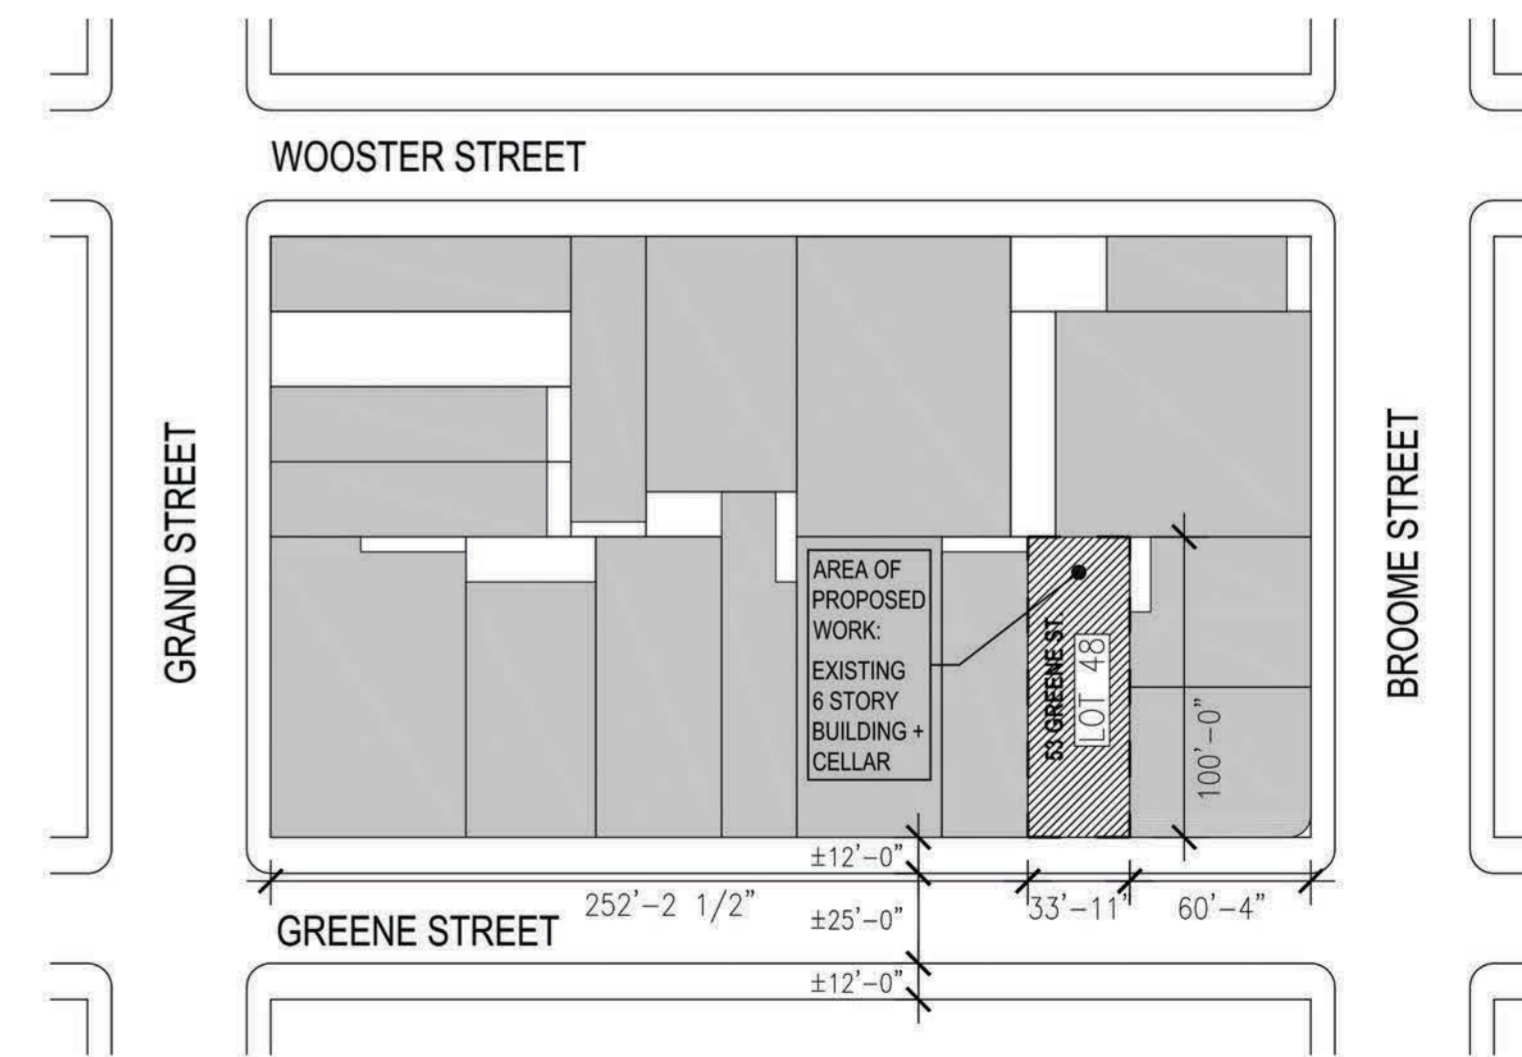 WOOSTER STREET
GRAND STREET
BROOME STREET
AREA OF
PROPOSED
WORK:
EXISTING
6 STORY
BUILDING +
CELLAR
53 GREENE ST.
LOT 48
100'-0"
±12'-0"
252'-2 1/2"
±25'-0"
33'-11"
60'-4"
GREENE STREET
±12'-0"